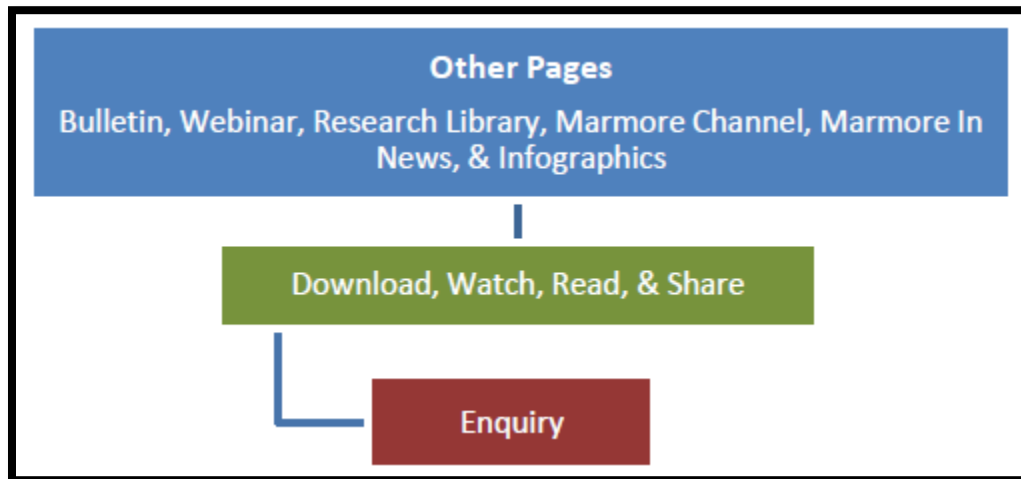 Other Pages
Bulletin, Webinar, Research Library, Marmore Channel, Marmore In
News, & Infographics
Download, Watch, Read, & Share
Enquiry